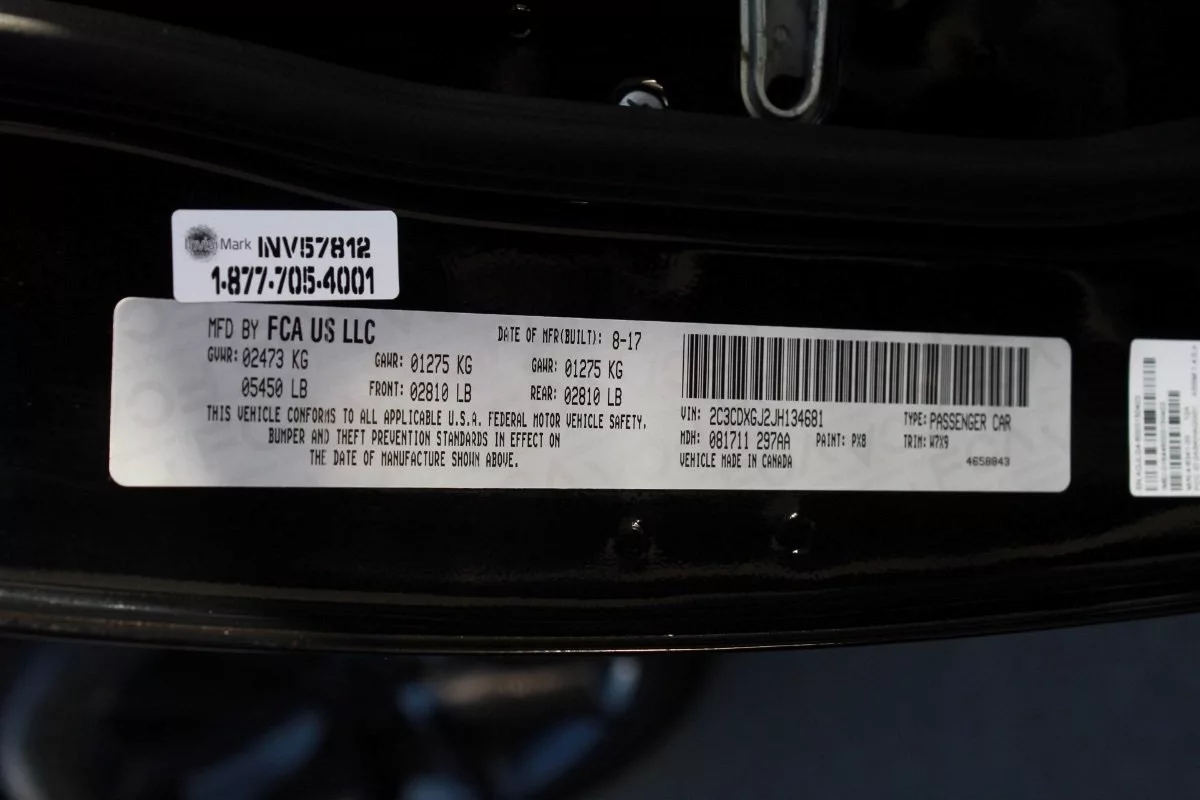 invis Mark INV57812
1-877-705-4001
MFD BY FCA US LLC DATE OF MFR(BUILT): 8-17
GVWR: 02473 KG GAWR: 01275 KG GAWR: 01275 KG
05450 LB FRONT: 02810 LB REAR: 02810 LB
THIS VEHICLE CONFORMS TO ALL APPLICABLE U.S.A. FEDERAL MOTOR VEHICLE SAFETY,
BUMPER AND THEFT PREVENTION STANDARDS IN EFFECT ON
THE DATE OF MANUFACTURE SHOWN ABOVE.
VIN: 2C3CDXGJ2JH134681 TYPE: PASSENGER CAR
MDH: 081711 297AA PAINT: PX8 TRIM: W7X9
VEHICLE MADE IN CANADA 4658843